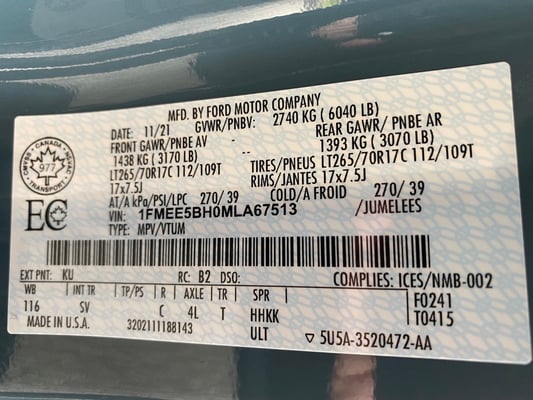 MFD. BY FORD MOTOR COMPANY
DATE: 11/21 GVWR/PNBV: 2740 KG ( 6040 LB)
FRONT GAWR/ PNBE AV REAR GAWR/ PNBE AR
1438 KG ( 3170 LB) 1393 KG ( 3070 LB)
LT265/70R17C 112/109T TIRES/PNEUS LT265/70R17C 112/109T
17x7.5J RIMS/JANTES 17x7.5J
AT/A kPa/PSI/LPC 270/ 39 COLD/A FROID 270/ 39
VIN: 1FMEE5BH0MLA67513 /JUMELEES
TYPE: MPV/VTUM
CANADA
977
TRANSPORT
EC
EXT PNT: KU RC: B2 DSO: COMPLIES: ICES/NMB-002
WB INT TR TP/PS R AXLE TR SPR F0241
116 SV C 4L T HHKK T0415
MADE IN U.S.A. 3202111188143 ULT ▽ 5U5A-3520472-AA